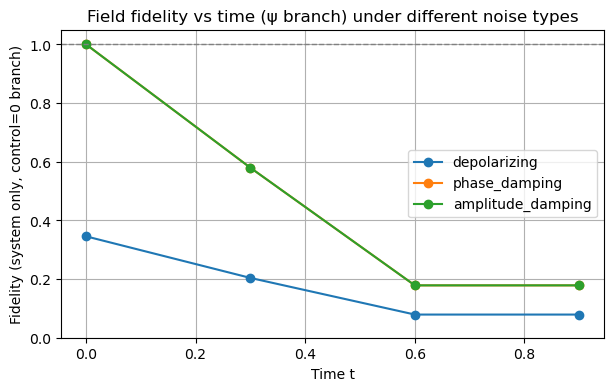 Field fidelity vs time (ψ branch) under different noise types
Fidelity (system only, control=0 branch)
1.0
0.8
0.6
0.4
0.2
0.0
depolarizing
phase_damping
amplitude_damping
0.0 0.2 0.4 0.6 0.8
Time t